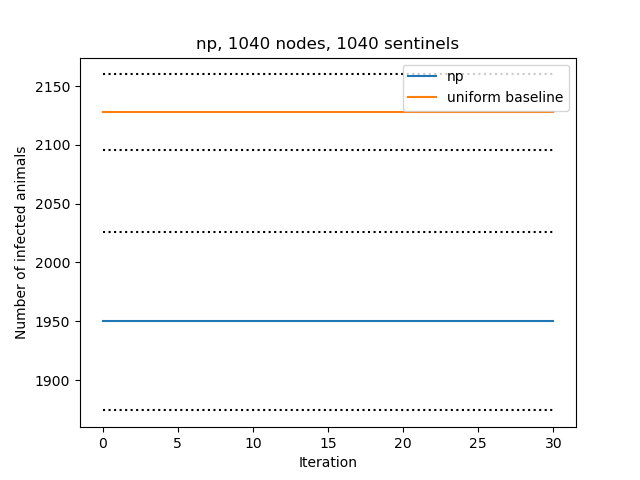 np, 1040 nodes, 1040 sentinels
np
uniform baseline
Number of infected animals
2150
2100
2050
2000
1950
1900
0 5 10 15 20 25 30
Iteration